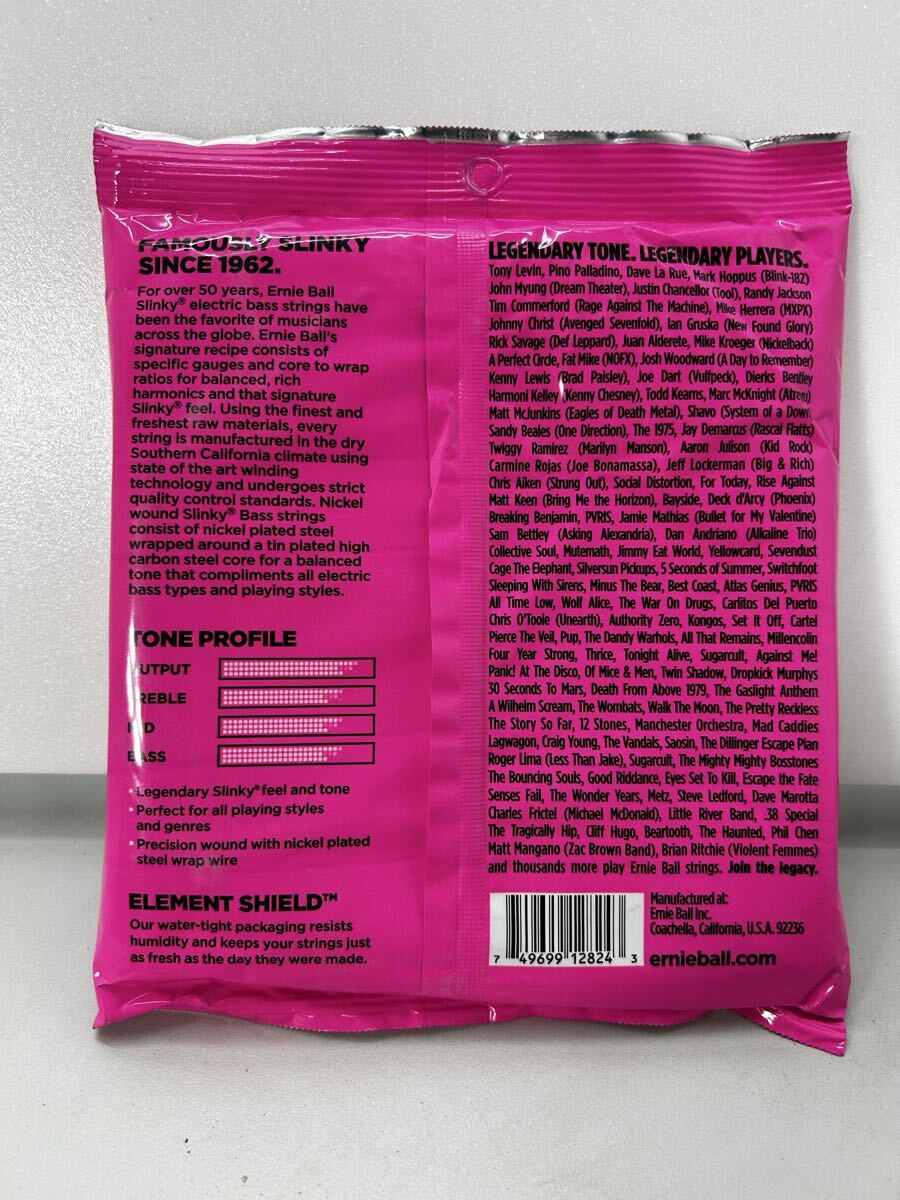 FAMOUSLY SLINKY
SINCE 1962.
For over 50 years, Ernie Ball
Slinky® electric bass strings have
been the favorite of musicians
across the globe. Ernie Ball's
signature recipe consists of
specific gauges and core to wrap
ratios for balanced, rich
harmonics and that signature
Slinky® feel. Using the finest and
freshest raw materials, every
string is manufactured in the dry
Southern California climate using
state of the art winding
technology and undergoes strict
quality control standards. Nickel
wound Slinky® Bass strings
consist of nickel plated steel
wrapped around a tin plated high
carbon steel core for a balanced
tone that compliments all electric
bass types and playing styles.
TONE PROFILE
OUTPUT
TREBLE
MID
BASS
• Legendary Slinky® feel and tone
• Perfect for all playing styles
and genres
• Precision wound with nickel plated
steel wrap wire
ELEMENT SHIELD™
Our water-tight packaging resists
humidity and keeps your strings just
as fresh as the day they were made.
LEGENDARY TONE. LEGENDARY PLAYERS.
Tony Levin, Pino Palladino, Dave La Rue, Mark Hoppus (Blink-182)
John Myung (Dream Theater), Justin Chancellor (Tool), Randy Jackson
Tim Commerford (Rage Against The Machine), Mike Herrera (MXPX)
Johnny Christ (Avenged Sevenfold), Ian Gruska (New Found Glory)
Rick Savage (Def Leppard), Juan Alderete, Mike Kroeger (Nickelback)
A Perfect Circle, Fat Mike (NOFX), Josh Woodward (A Day to Remember)
Kenny Lewis (Brad Paisley), Joe Dart (Vulfpeck), Dierks Bentley
Harmoni Kelley (Kenny Chesney), Todd Kearns, Marc McKnight (Atreyu)
Matt McJunkins (Eagles of Death Metal), Shavo (System of a Down)
Sandy Beales (One Direction), The 1975, Jay Demarcus (Rascal Flatts)
Twiggy Ramirez (Marilyn Manson), Aaron Julison (Kid Rock)
Carmine Rojas (Joe Bonamassa), Jeff Lockerman (Big & Rich)
Chris Aiken (Strung Out), Social Distortion, For Today, Rise Against
Matt Keen (Bring Me the Horizon), Bayside, Deck d'Arcy (Phoenix)
Breaking Benjamin, PVRIS, Jamie Mathias (Bullet for My Valentine)
Sam Bettley (Asking Alexandria), Dan Andriano (Alkaline Trio)
Collective Soul, Mutemath, Jimmy Eat World, Yellowcard, Sevendust
Cage The Elephant, Silversun Pickups, 5 Seconds of Summer, Switchfoot
Sleeping With Sirens, Minus The Bear, Best Coast, Atlas Genius, PVRIS
All Time Low, Wolf Alice, The War On Drugs, Carlitos Del Puerto
Chris O'Toole (Unearth), Authority Zero, Kongos, Set It Off, Cartel
Pierce The Veil, Pup, The Dandy Warhols, All That Remains, Millencolin
Four Year Strong, Thrice, Tonight Alive, Sugarcult, Against Me!
Panic! At The Disco, Of Mice & Men, Twin Shadow, Dropkick Murphys
30 Seconds To Mars, Death From Above 1979, The Gaslight Anthem
A Wilhelm Scream, The Wombats, Walk The Moon, The Pretty Reckless
The Story So Far, 12 Stones, Manchester Orchestra, Mad Caddies
Lagwagon, Craig Young, The Vandals, Saosin, The Dillinger Escape Plan
Roger Lima (Less Than Jake), Sugarcult, The Mighty Mighty Bosstones
The Bouncing Souls, Good Riddance, Eyes Set To Kill, Escape the Fate
Senses Fail, The Wonder Years, Metz, Steve Ledford, Dave Marotta
Charles Frictel (Michael McDonald), Little River Band, .38 Special
The Tragically Hip, Cliff Hugo, Beartooth, The Haunted, Phil Chen
Matt Mangano (Zac Brown Band), Brian Ritchie (Violent Femmes)
and thousands more play Ernie Ball strings. Join the legacy.
7 49699 12824 3
Manufactured at:
Ernie Ball Inc.
Coachella, California, U.S.A. 92236
ernieball.com